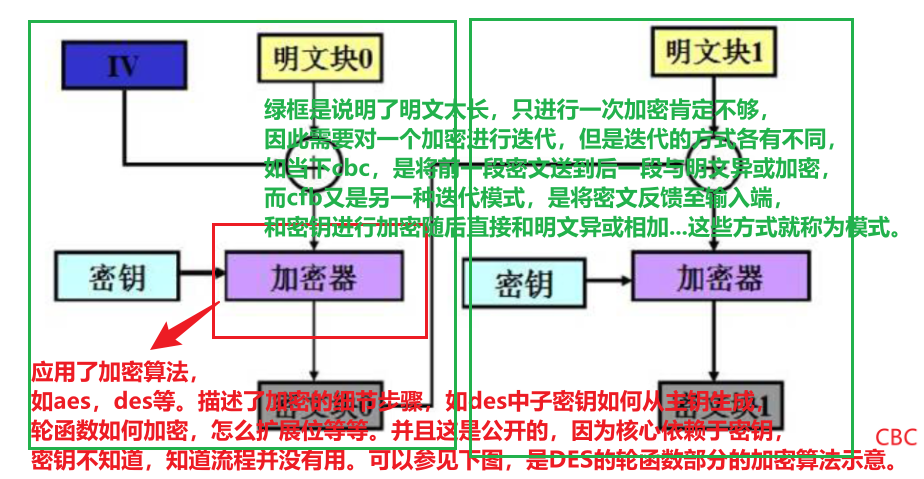 IV
明文块0
明文块1
绿框是说明了明文太长，只进行一次加密肯定不够，
因此需要对一个加密进行迭代，但是迭代的方式各有不同，
如当下cbc，是将前一段密文送到后一段与明文异或加密，
而cfb又是另一种迭代模式，是将密文反馈至输入端，
和密钥进行加密随后直接和明文异或相加...这些方式就称为模式。
密钥
加密器
密钥
加密器
密文块0
密文块1
应用了加密算法，
如aes，des等。描述了加密的细节步骤，如des中子密钥如何从主钥生成，
轮函数如何加密，怎么扩展位等等。并且这是公开的，因为核心依赖于密钥，
密钥不知道，知道流程并没有用。可以参见下图，是DES的轮函数部分的加密算法示意。
CBC